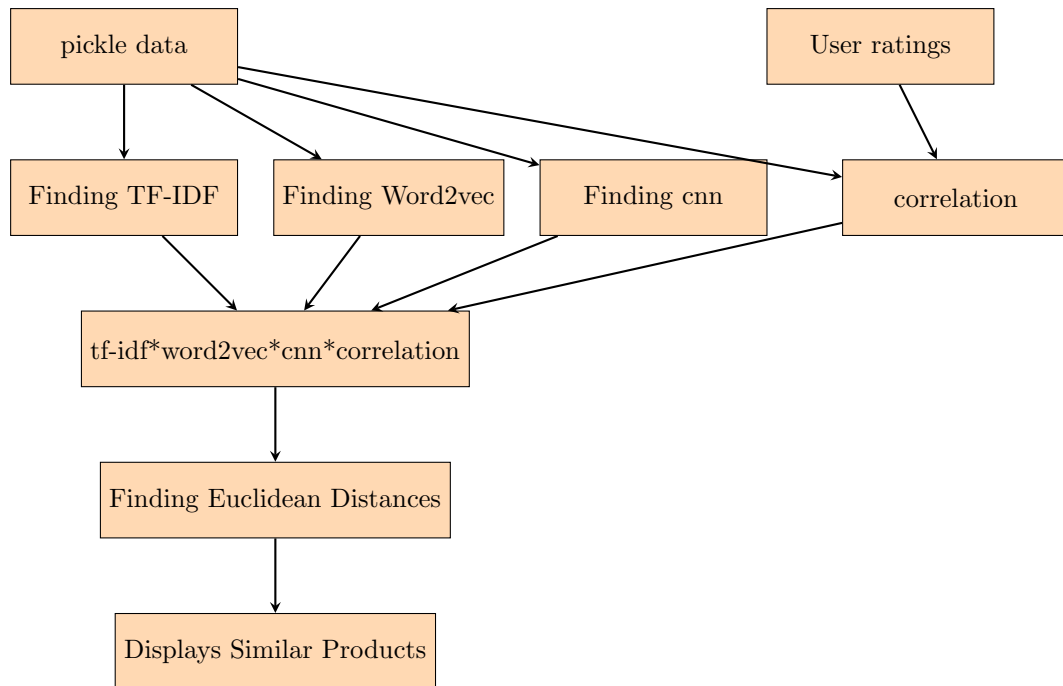 pickle data
User ratings
Finding TF-IDF
Finding Word2vec
Finding cnn
correlation
tf-idf*word2vec*cnn*correlation
Finding Euclidean Distances
Displays Similar Products